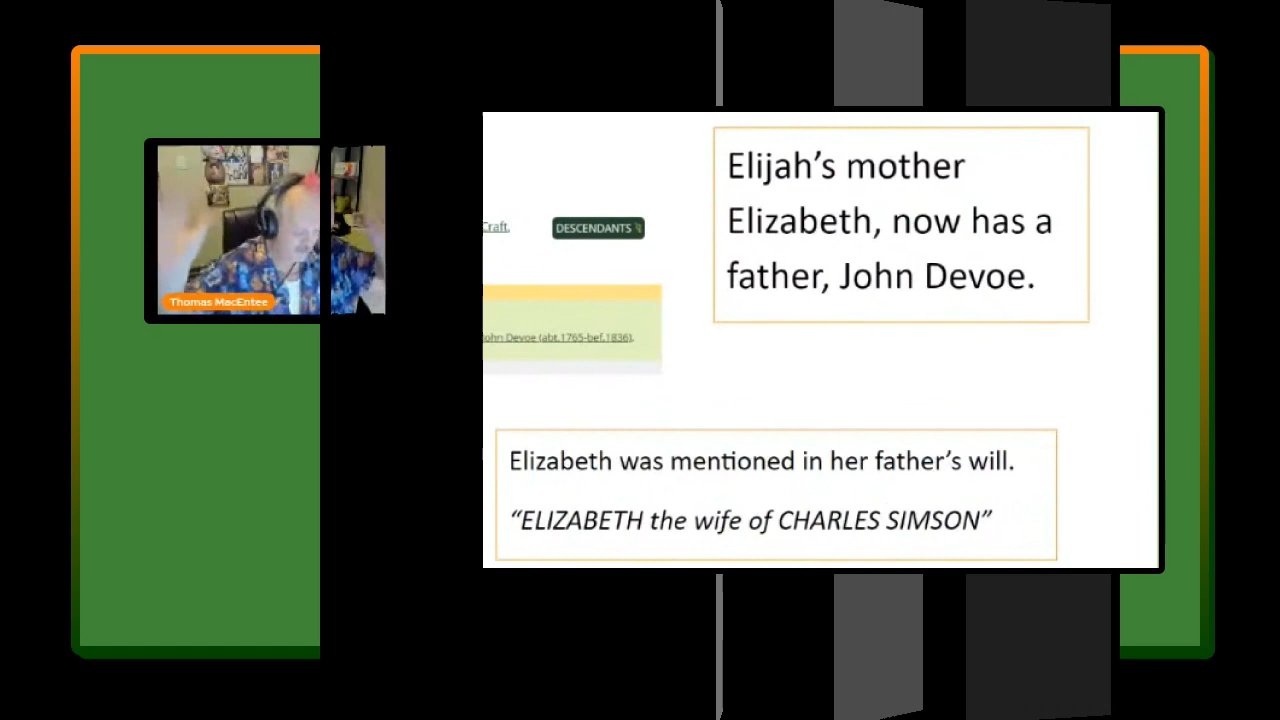 Elijah’s mother
Elizabeth, now has a
father, John Devoe.
Craft.
DESCENDANTS
John Devoe (abt.1765-bef.1836).
Thomas MacEntee
Elizabeth was mentioned in her father’s will.
“ELIZABETH the wife of CHARLES SIMSON”